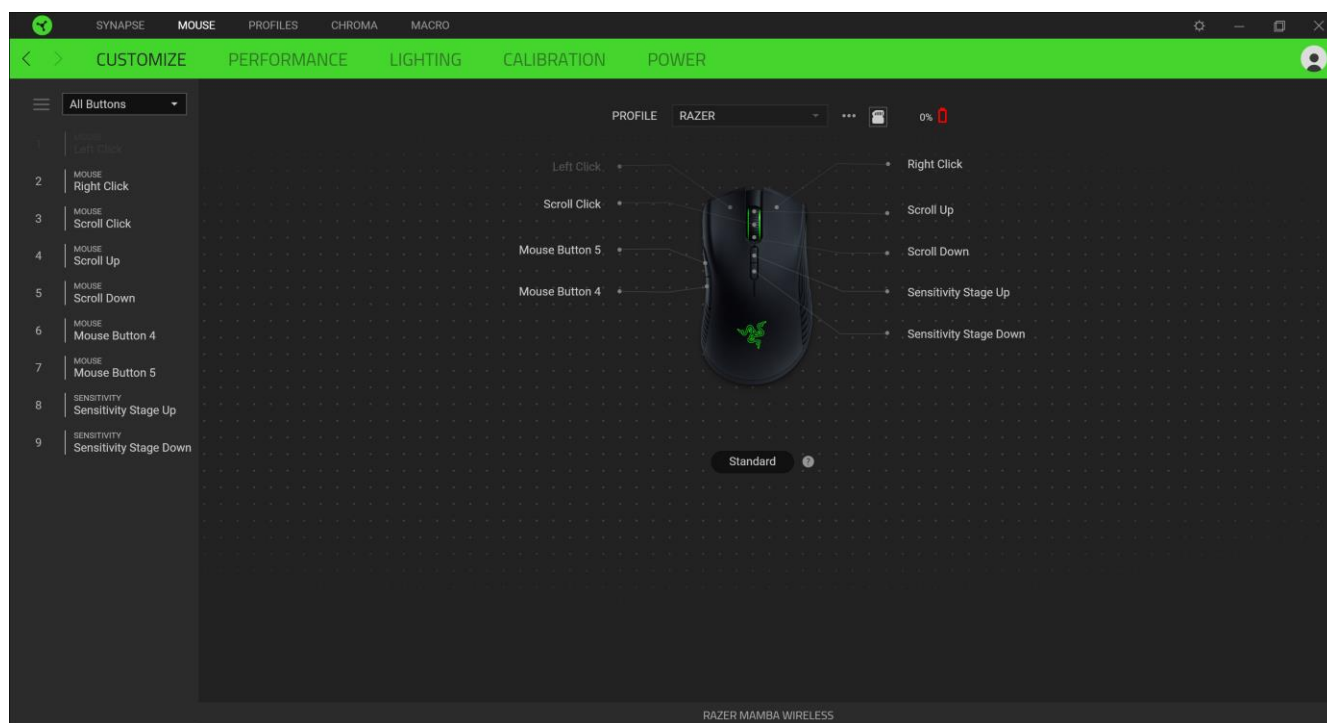 SYNAPSE MOUSE PROFILES CHROMA MACRO
CUSTOMIZE PERFORMANCE LIGHTING CALIBRATION POWER
All Buttons
1 MOUSE
Left Click
2 MOUSE
Right Click
3 MOUSE
Scroll Click
4 MOUSE
Scroll Up
5 MOUSE
Scroll Down
6 MOUSE
Mouse Button 4
7 MOUSE
Mouse Button 5
8 SENSITIVITY
Sensitivity Stage Up
9 SENSITIVITY
Sensitivity Stage Down
PROFILE RAZER 0%
Left Click
Scroll Click
Mouse Button 5
Mouse Button 4
Right Click
Scroll Up
Scroll Down
Sensitivity Stage Up
Sensitivity Stage Down
Standard ?
RAZER MAMBA WIRELESS